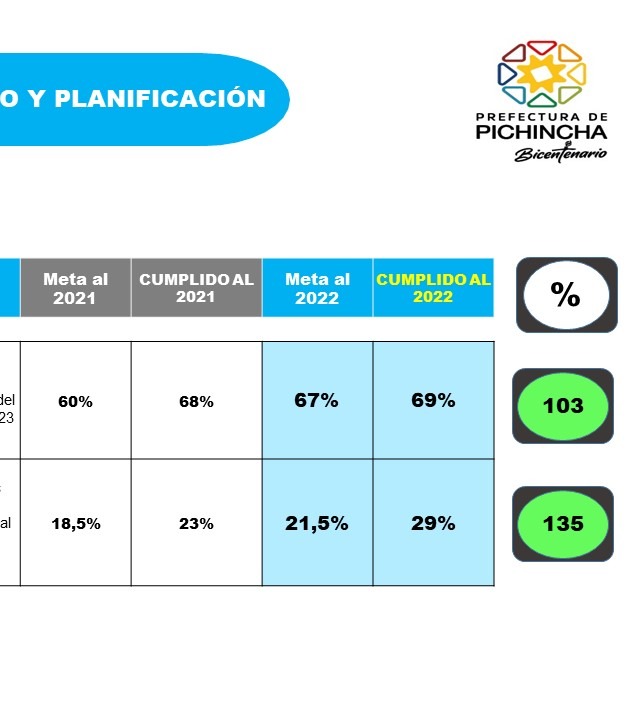 O Y PLANIFICACIÓN
PREFECTURA DE
PICHINCHA
Bicentenario
Meta al
2021
CUMPLIDO AL
2021
Meta al
2022
CUMPLIDO AL
2022
%
del
23
60%
68%
67%
69%
103
al
18,5%
23%
21,5%
29%
135